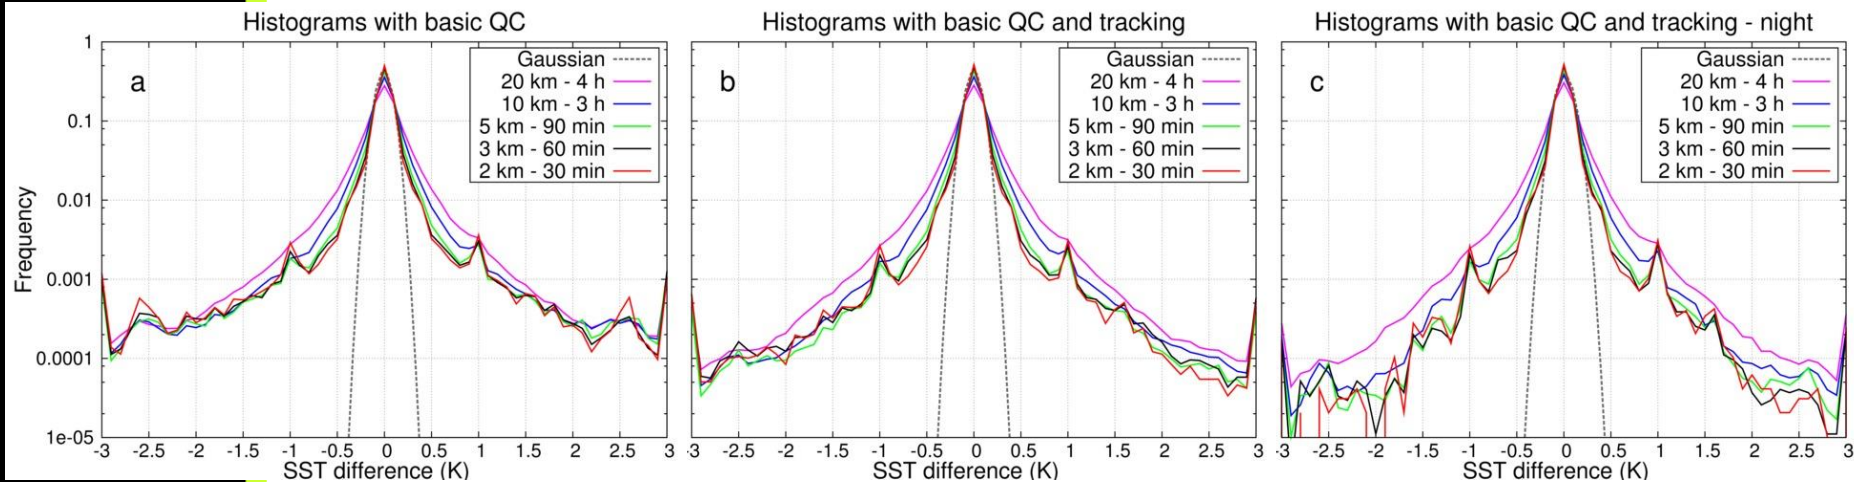 Histograms with basic QC
a
Gaussian
20 km - 4 h
10 km - 3 h
5 km - 90 min
3 km - 60 min
2 km - 30 min
Frequency
1
0.1
0.01
0.001
0.0001
1e-05
-3 -2.5 -2 -1.5 -1 -0.5 0 0.5 1 1.5 2 2.5 3
SST difference (K)
Histograms with basic QC and tracking
b
Gaussian
20 km - 4 h
10 km - 3 h
5 km - 90 min
3 km - 60 min
2 km - 30 min
3 -2.5 -2 -1.5 -1 -0.5 0 0.5 1 1.5 2 2.5 3
SST difference (K)
Histograms with basic QC and tracking - night
c
Gaussian
20 km - 4 h
10 km - 3 h
5 km - 90 min
3 km - 60 min
2 km - 30 min
-3 -2.5 -2 -1.5 -1 -0.5 0 0.5 1 1.5 2 2.5 3
SST difference (K)